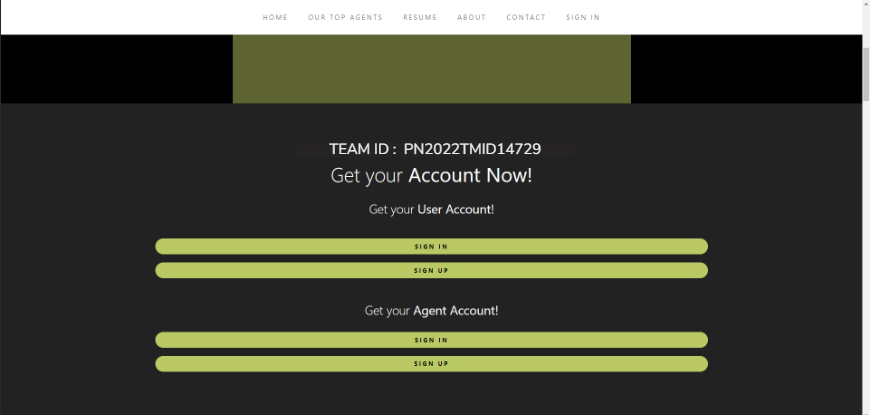 HOME OUR TOP AGENTS RESUME ABOUT CONTACT SIGN IN
TEAM ID : PN2022TMID14729
Get your Account Now!
Get your User Account!
SIGN IN
SIGN UP
Get your Agent Account!
SIGN IN
SIGN UP